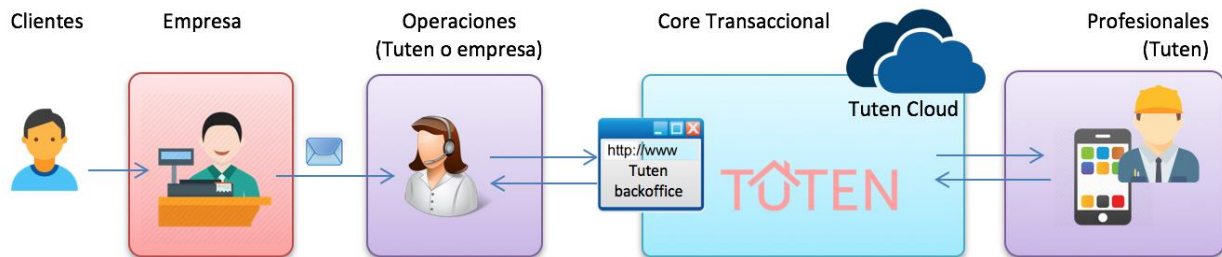 Clientes
Empresa
Operaciones
(Tuten o empresa)
Core Transaccional
Profesionales
(Tuten)
Tuten Cloud
http://www
Tuten
backoffice
TUTEN